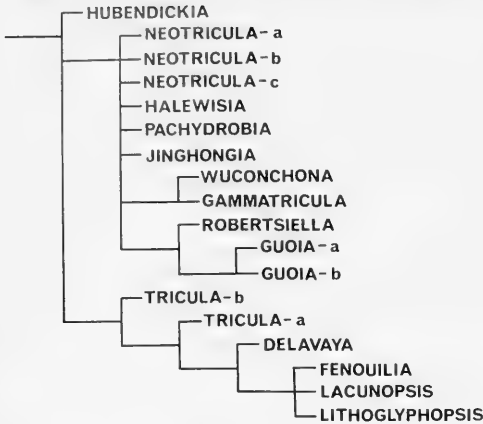 HUBENDICKIA
NEOTRICULA-a
NEOTRICULA-b
NEOTRICULA-c
HALEWISIA
PACHYDROBIA
JINGHONGIA
WUCONCHONA
GAMMATRICULA
ROBERTSIELLA
GUOIA-a
GUOIA-b
TRICULA-b
TRICULA-a
DELAVAYA
FENOUILIA
LACUNOPSIS
LITHOGLYPHOPSIS